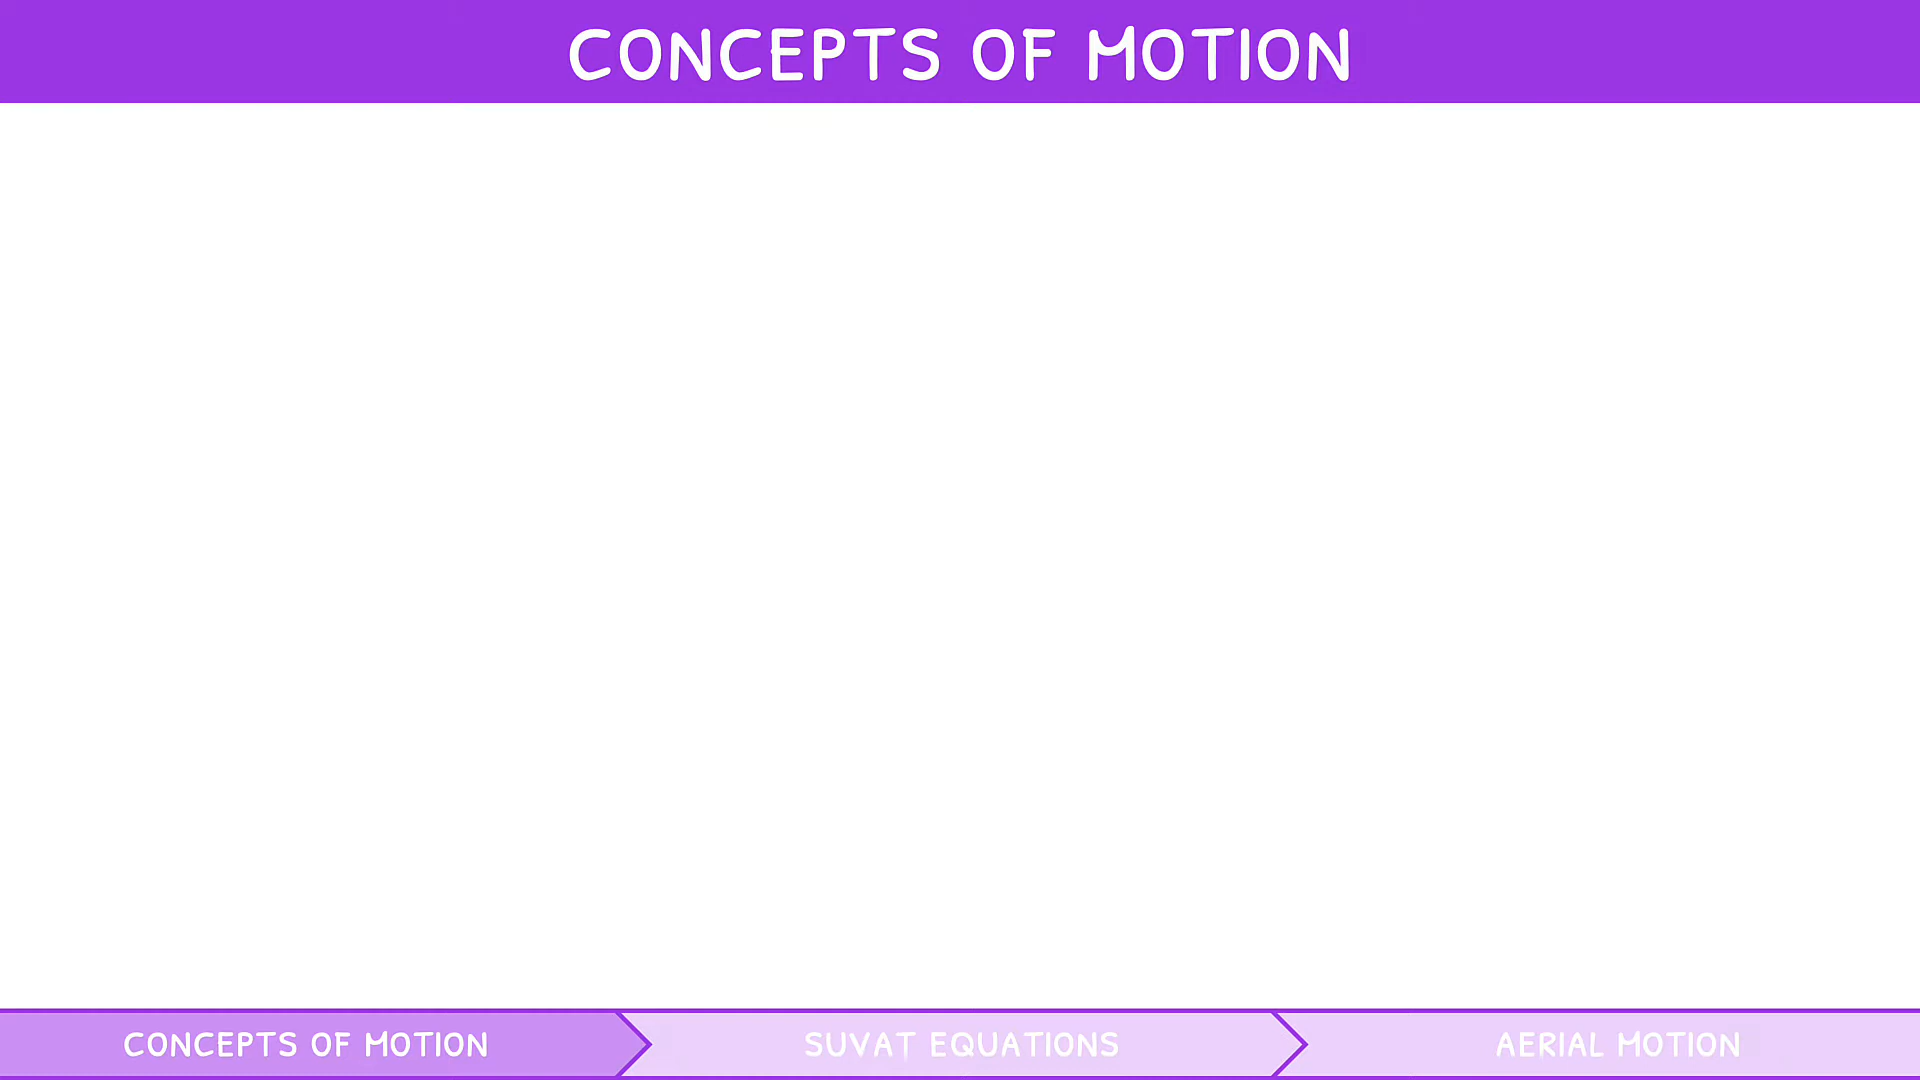 CONCEPTS OF MOTION
CONCEPTS OF MOTION
SUVAT EQUATIONS
AERIAL MOTION